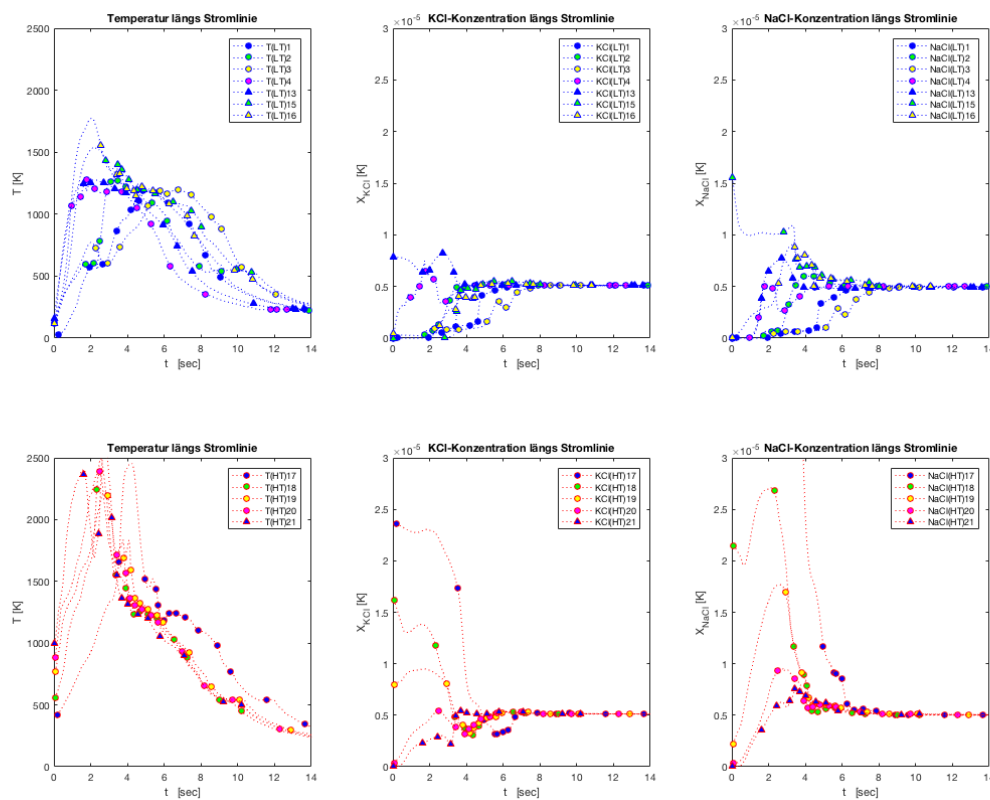 Temperatur längs Stromlinie
2500
2000
1500
1000
500
0
T [K]
0 2 4 6 8 10 12 14
t [sec]
T(LT)1
T(LT)2
T(LT)3
T(LT)4
T(LT)13
T(LT)15
T(LT)16
KCl-Konzentration längs Stromlinie
×10⁻⁵
3
2.5
2
1.5
1
0.5
0
X_KCl [K]
0 2 4 6 8 10 12 14
t [sec]
KCl(LT)1
KCl(LT)2
KCl(LT)3
KCl(LT)4
KCl(LT)13
KCl(LT)15
KCl(LT)16
NaCl-Konzentration längs Stromlinie
×10⁻⁵
3
2.5
2
1.5
1
0.5
0
X_NaCl [K]
0 2 4 6 8 10 12 14
t [sec]
NaCl(LT)1
NaCl(LT)2
NaCl(LT)3
NaCl(LT)4
NaCl(LT)13
NaCl(LT)15
NaCl(LT)16
Temperatur längs Stromlinie
2500
2000
1500
1000
500
0
T [K]
0 2 4 6 8 10 12 14
t [sec]
T(HT)17
T(HT)18
T(HT)19
T(HT)20
T(HT)21
KCl-Konzentration längs Stromlinie
×10⁻⁵
3
2.5
2
1.5
1
0.5
0
X_KCl [K]
0 2 4 6 8 10 12 14
t [sec]
KCl(HT)17
KCl(HT)18
KCl(HT)19
KCl(HT)20
KCl(HT)21
NaCl-Konzentration längs Stromlinie
×10⁻⁵
3
2.5
2
1.5
1
0.5
0
X_NaCl [K]
0 2 4 6 8 10 12 14
t [sec]
NaCl(HT)17
NaCl(HT)18
NaCl(HT)19
NaCl(HT)20
NaCl(HT)21